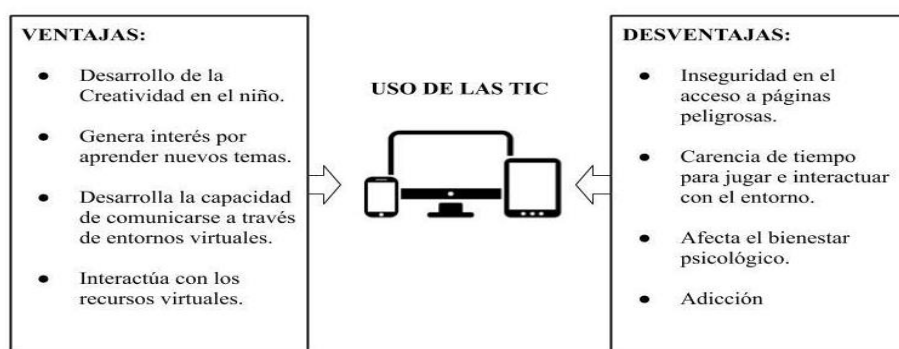 VENTAJAS:
● Desarrollo de la
Creatividad en el niño.
● Genera interés por
aprender nuevos temas.
● Desarrolla la capacidad
de comunicarse a través
de entornos virtuales.
● Interactúa con los
recursos virtuales.
USO DE LAS TIC
DESVENTAJAS:
● Inseguridad en el
acceso a páginas
peligrosas.
● Carencia de tiempo
para jugar e interactuar
con el entorno.
● Afecta el bienestar
psicológico.
● Adicción